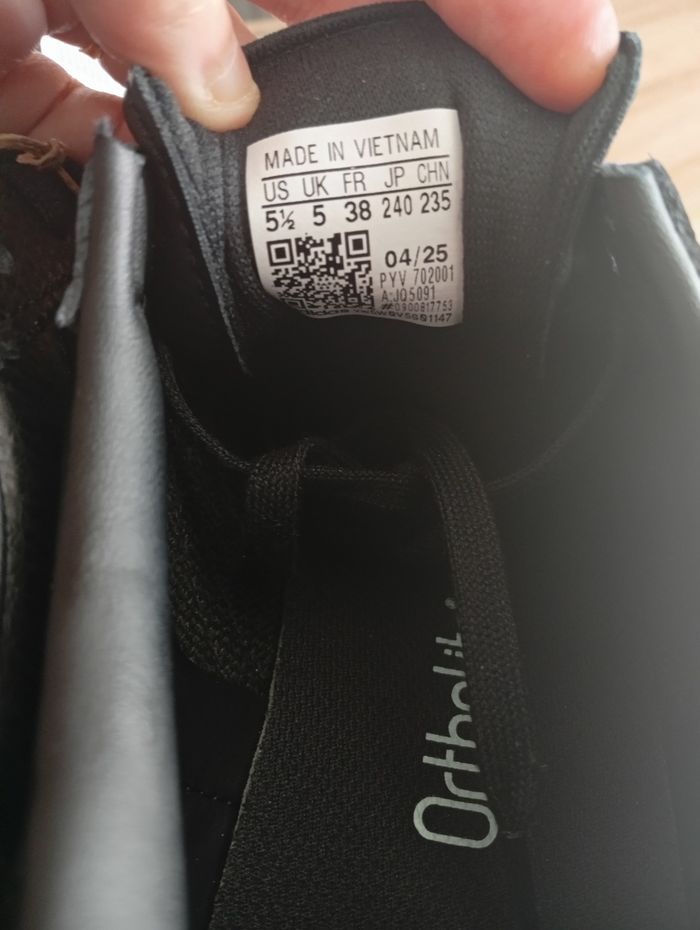 MADE IN VIETNAM
US UK FR JP CHN
5½ 5 38 240 235
04/25
PYV 702001
A:JQ5091
#0900817753